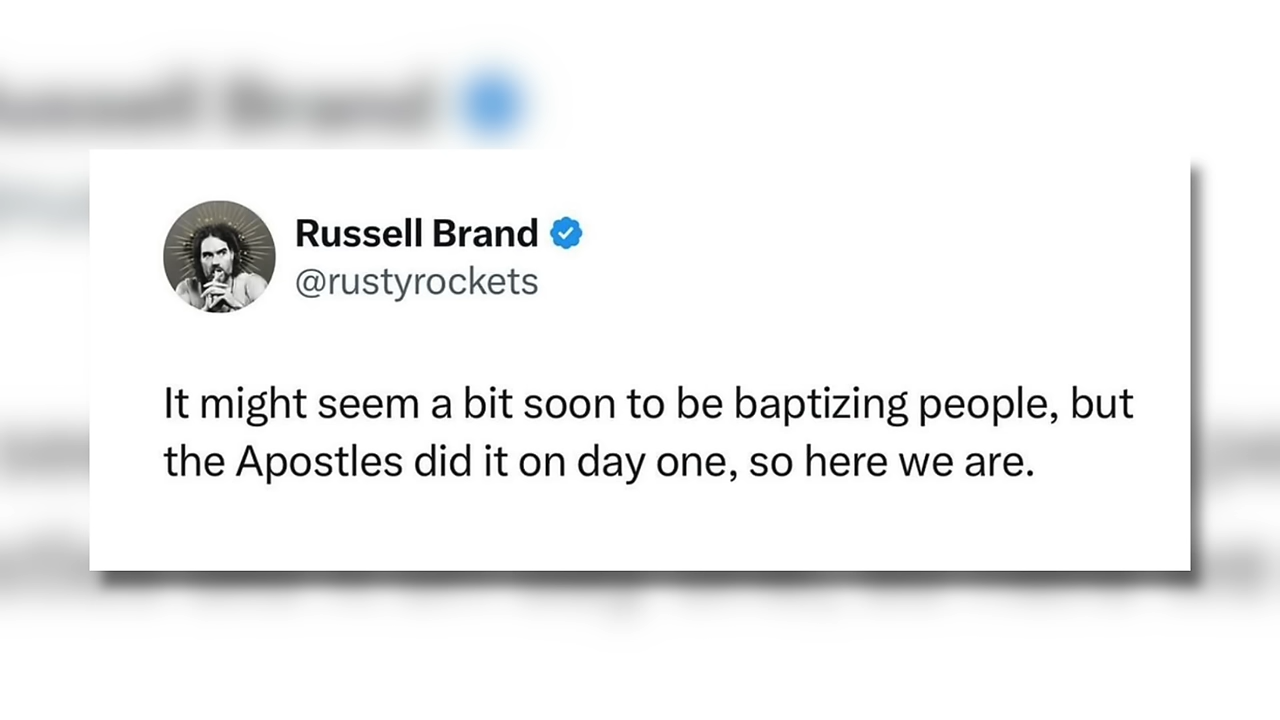 Russell Brand
@rustyrockets
It might seem a bit soon to be baptizing people, but
the Apostles did it on day one, so here we are.